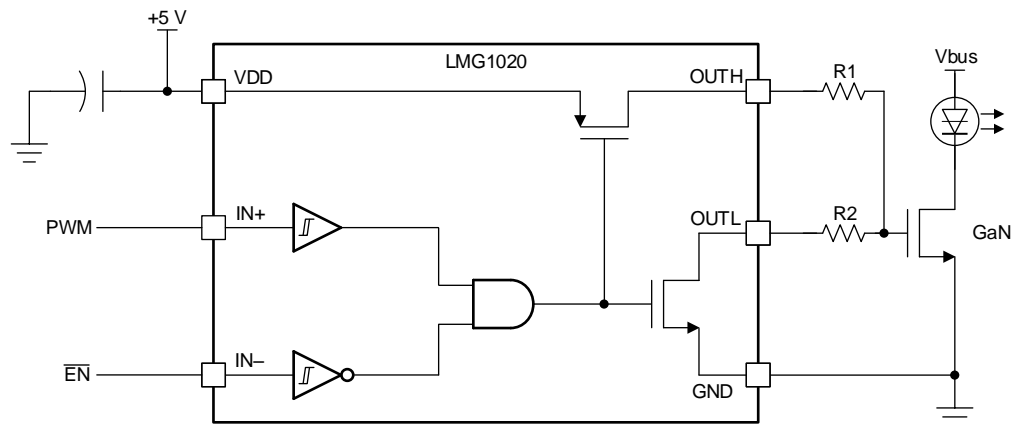 +5 V
LMG1020
VDD
OUTH
R1
Vbus
PWM
IN+
OUTL
R2
GaN
EN
IN–
GND